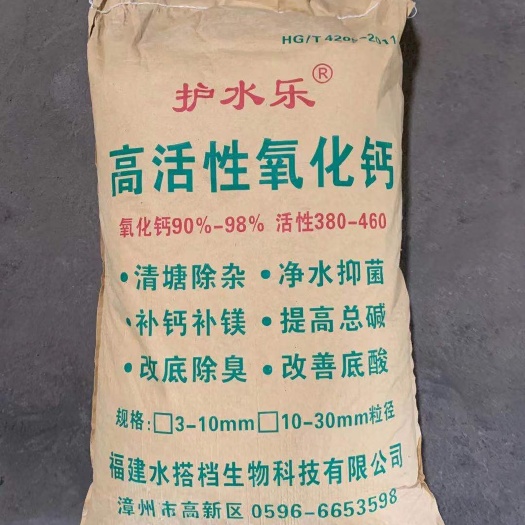 HG/T 4205-2011
护水乐®
高活性氧化钙
氧化钙90%-98% 活性380-460
•清塘除杂 •净水抑菌
•补钙补镁 •提高总碱
•改底除臭 •改善底酸
规格:□3-10mm□10-30mm粒径
福建水搭档生物科技有限公司
漳州市高新区 0596-6653598